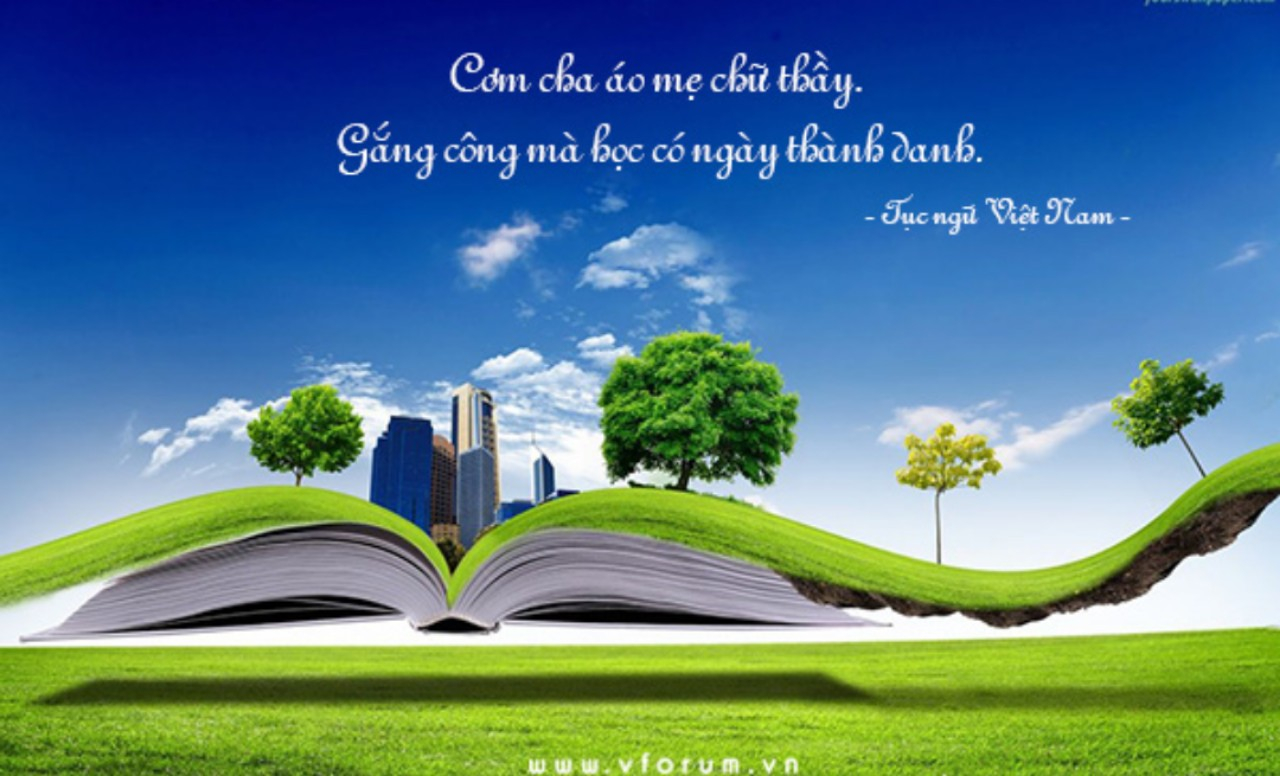 Cơm cha áo mẹ chữ thầy.
Gắng công mà học có ngày thành danh.
- Tục ngữ Việt Nam -
www.vforum.vn